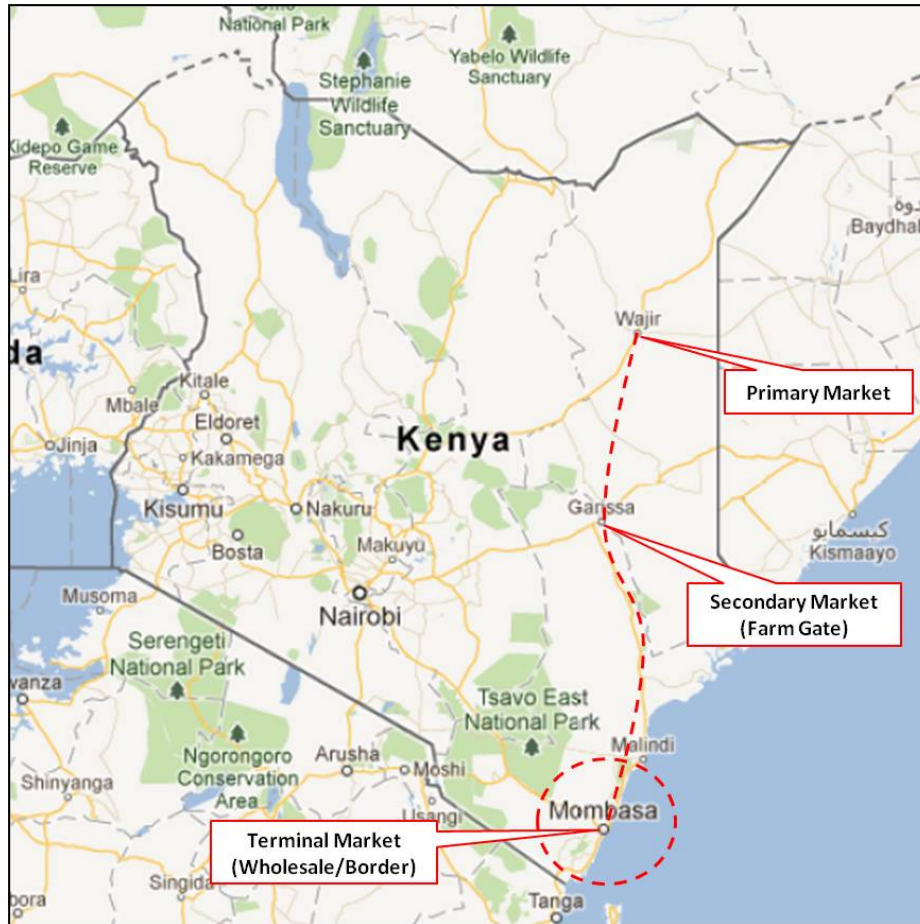 Omo
National Park
Stephanie
Wildlife
Sanctuary
Yabelo Wildlife
Sanctuary
Kidepo Game
Reserve
Baydhal
Lira
Wajir
da
Primary Market
Kitale
Mbale
Eldoret
Kenya
Jinja
Kakamega
Kisumu
Nakuru
Garissa
كيسمايو
Kismaayo
Bosta
Makuyu
Nairobi
Musoma
Secondary Market
(Farm Gate)
Serengeti
National Park
wanza
Tsavo East
National Park
Ngorongoro
Conservation
Area
Arusha
Moshi
Malindi
Shinyanga
Usangi
Mombasa
Terminal Market
(Wholesale/Border)
Singida
bora
Tanga